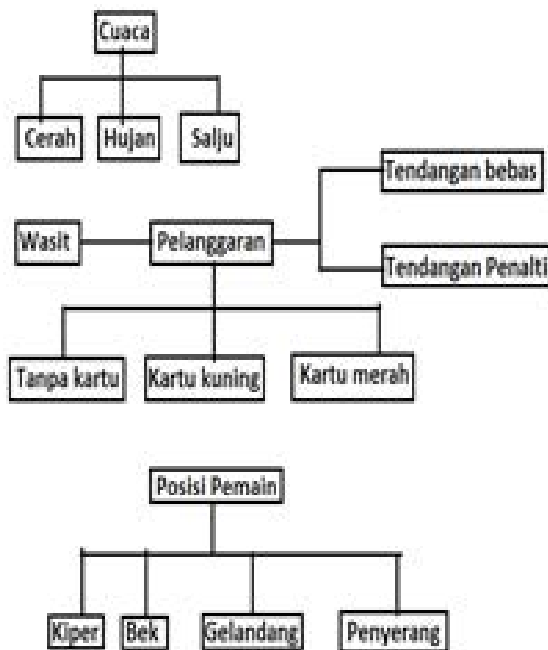 Cuaca
Cerah Hujan Salju
Tendangan bebas
Wasit Pelanggaran
Tendangan Penalti
Tanpa kartu Kartu kuning Kartu merah
Posisi Pemain
Kiper Bek Gelandang Penyerang